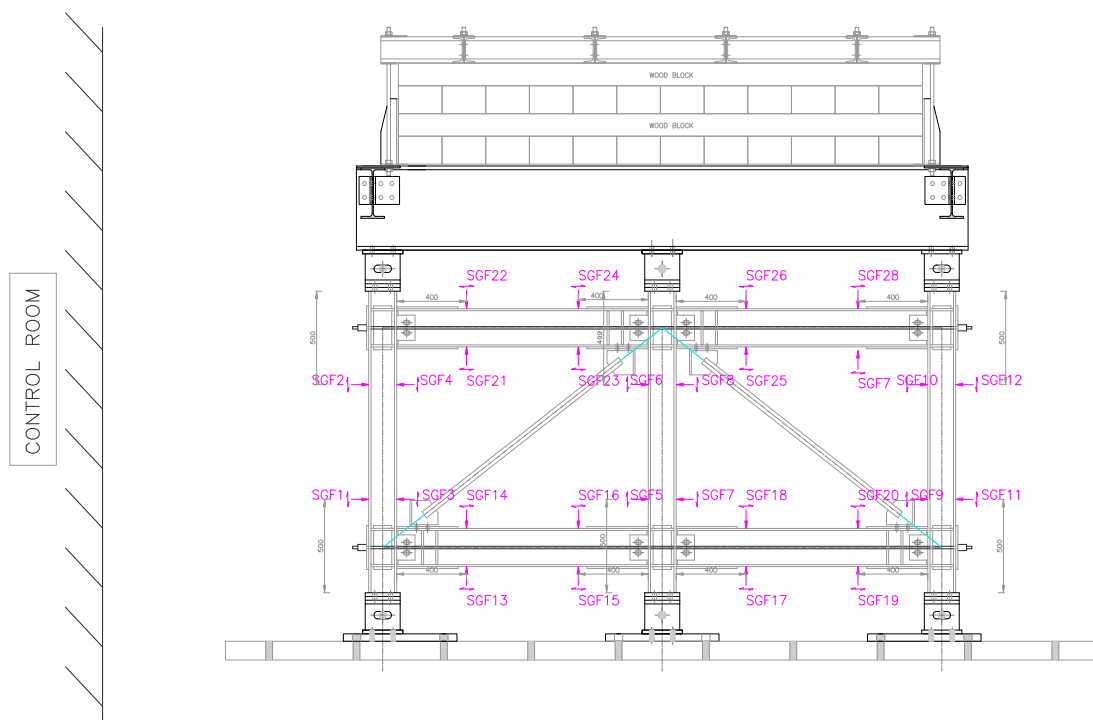 WOOD BLOCK
WOOD BLOCK
CONTROL ROOM
SGF22 SGF24 SGF26 SGF28
400 400 400 400
500 499 500
SGF21 SGF23 SGF25 SGF7
SGF2 SGF4 SGF6 SGF8 SGF10 SGF12
SGF1 SGF3 SGF14 SGF16 SGF5 SGF7 SGF18 SGF20 SGF9 SGF11
500 500 500
400 400 400 400
SGF13 SGF15 SGF17 SGF19